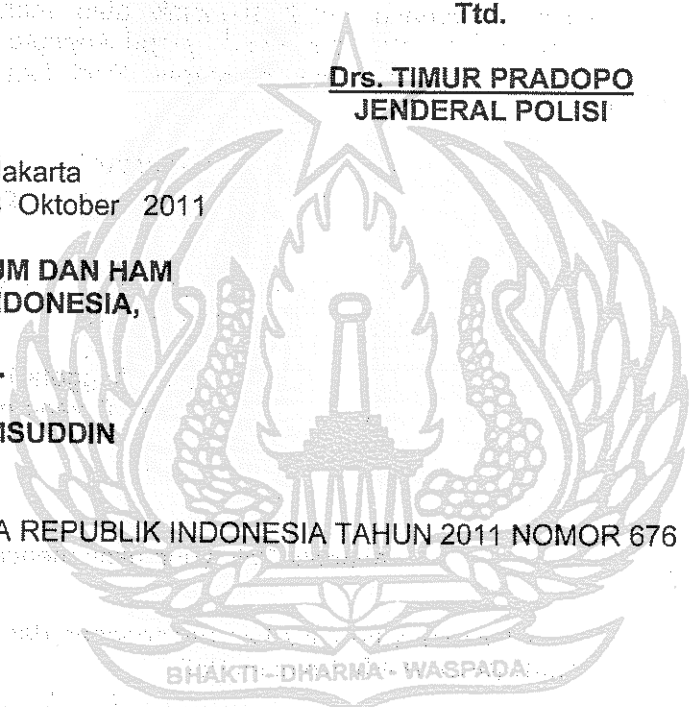 Ttd.
Drs. TIMUR PRADOPO
JENDERAL POLISI
akarta
Oktober 2011
UM DAN HAM
DONESIA,
ISUDDIN
A REPUBLIK INDONESIA TAHUN 2011 NOMOR 676
BHAKTI - DHARMA - WASPADA